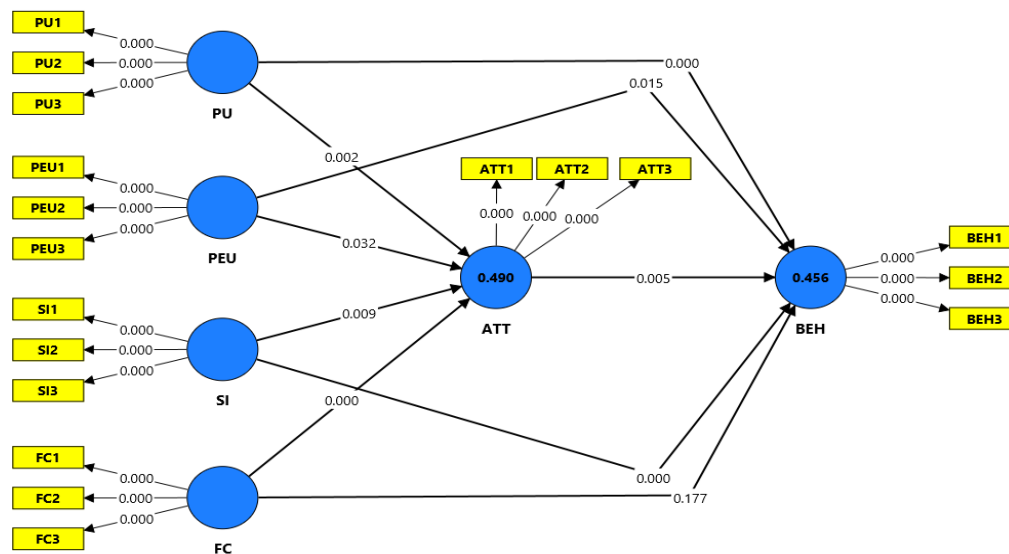 PU1
0.000
PU2
0.000
PU3
0.000
PU
0.000
0.015
0.002
PEU1
0.000
PEU2
0.000
PEU3
0.000
PEU
0.032
ATT1
ATT2
ATT3
0.000
0.000
0.000
0.490
ATT
0.005
0.456
BEH
0.000
BEH1
0.000
BEH2
0.000
BEH3
SI1
0.000
SI2
0.000
SI3
0.000
SI
0.009
0.000
0.000
0.177
FC1
0.000
FC2
0.000
FC3
0.000
FC